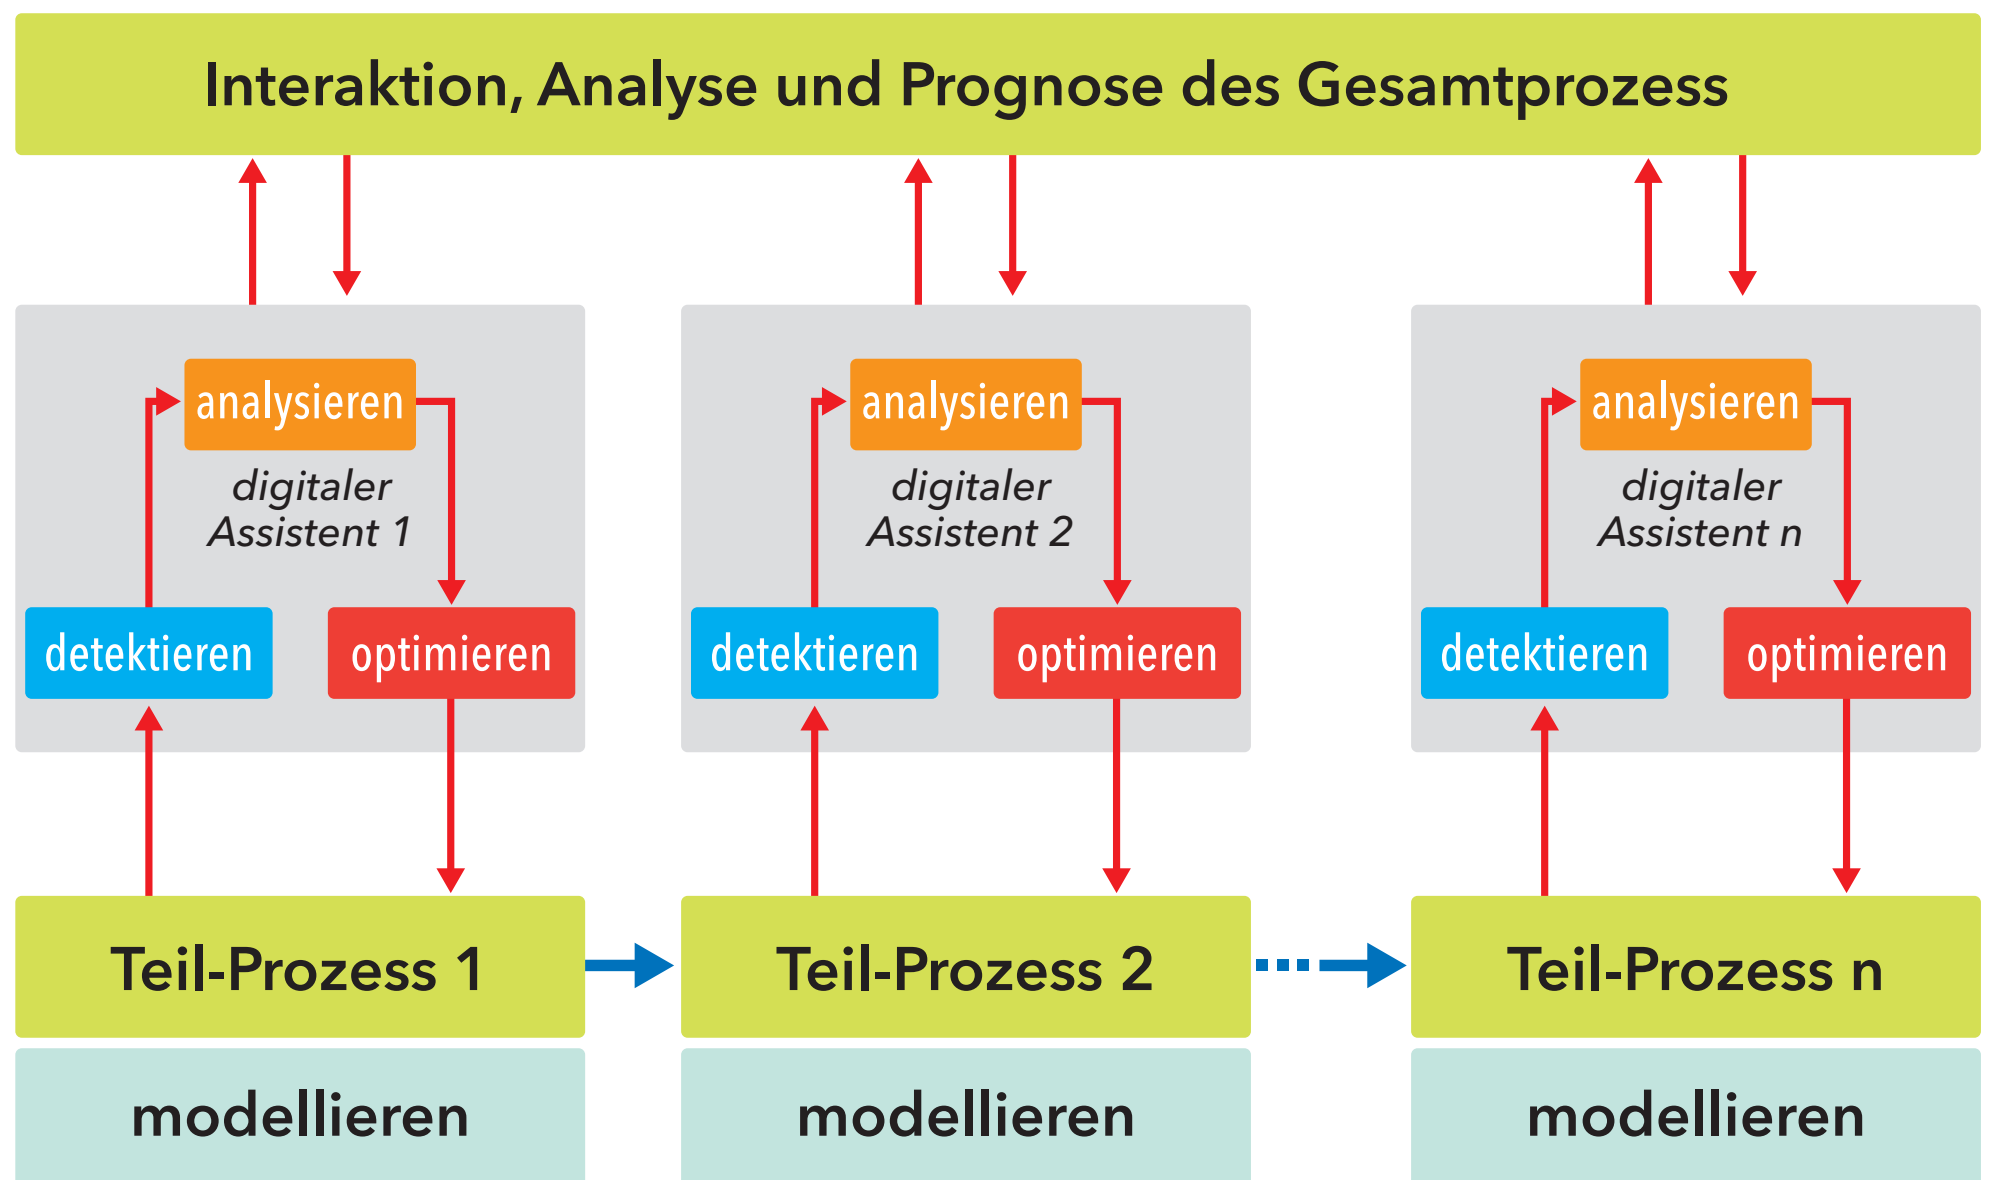 Interaktion, Analyse und Prognose des Gesamtprozess
analysieren
digitaler
Assistent 1
detektieren
optimieren
analysieren
digitaler
Assistent 2
detektieren
optimieren
analysieren
digitaler
Assistent n
detektieren
optimieren
Teil-Prozess 1
Teil-Prozess 2
Teil-Prozess n
modellieren
modellieren
modellieren